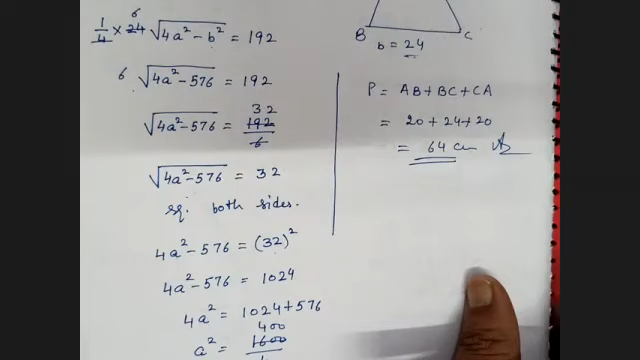 1/4 × 24 6 √4a² − b² = 192
6 √4a² − 576 = 192
√4a² − 576 = 192/6 32
√4a² − 576 = 32
sq. both sides.
4a² − 576 = (32)²
4a² − 576 = 1024
4a² = 1024 + 576
400
a² = 1600
B C
b = 24
P = AB + BC + CA
= 20 + 24 + 20
= 64 cm